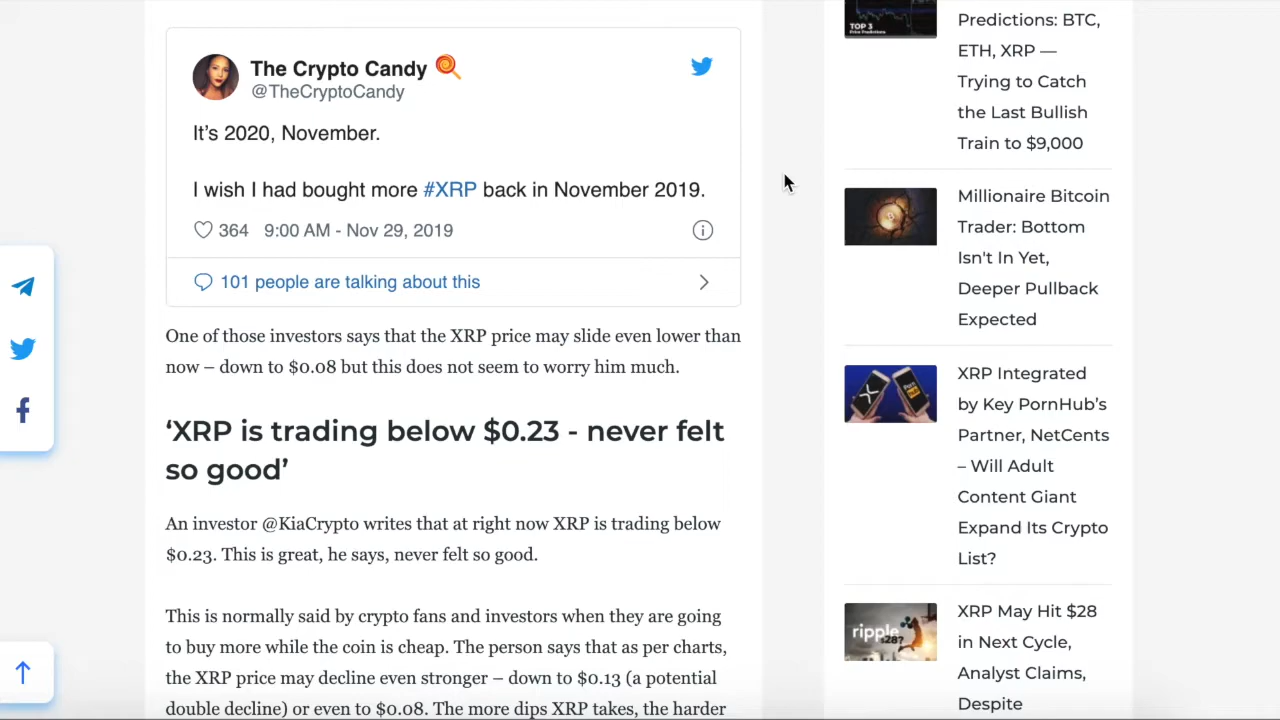 The Crypto Candy
@TheCryptoCandy
It's 2020, November.
I wish I had bought more #XRP back in November 2019.
364 9:00 AM - Nov 29, 2019
101 people are talking about this
One of those investors says that the XRP price may slide even lower than
now – down to $0.08 but this does not seem to worry him much.
‘XRP is trading below $0.23 - never felt
so good’
An investor @KiaCrypto writes that at right now XRP is trading below
$0.23. This is great, he says, never felt so good.
This is normally said by crypto fans and investors when they are going
to buy more while the coin is cheap. The person says that as per charts,
the XRP price may decline even stronger – down to $0.13 (a potential
double decline) or even to $0.08. The more dips XRP takes, the harder
TOP 3
Price Predictions
Predictions: BTC,
ETH, XRP —
Trying to Catch
the Last Bullish
Train to $9,000
Millionaire Bitcoin
Trader: Bottom
Isn't In Yet,
Deeper Pullback
Expected
XRP Integrated
by Key PornHub’s
Partner, NetCents
– Will Adult
Content Giant
Expand Its Crypto
List?
ripple
$28?
XRP May Hit $28
in Next Cycle,
Analyst Claims,
Despite